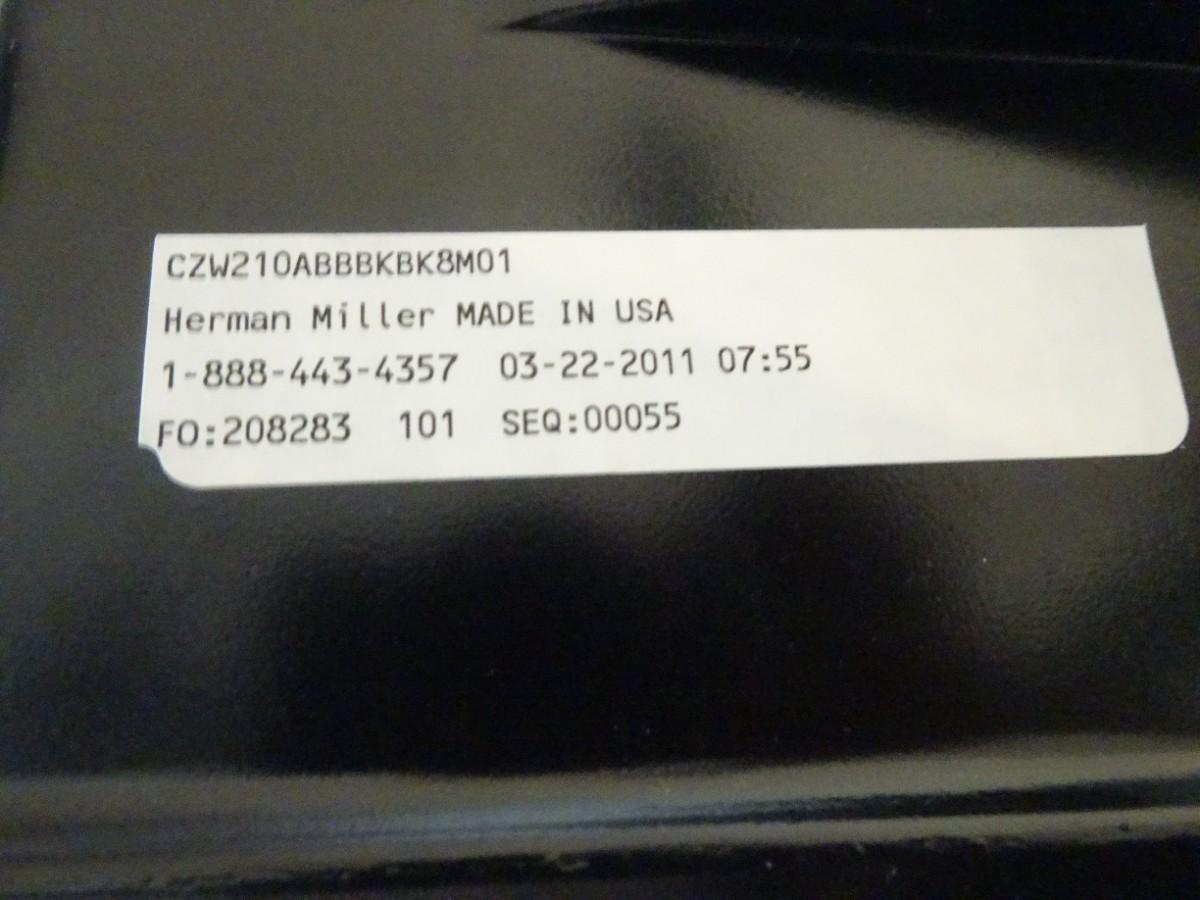 CZW210ABBBKBK8M01
Herman Miller MADE IN USA
1-888-443-4357 03-22-2011 07:55
FO:208283 101 SEQ:00055